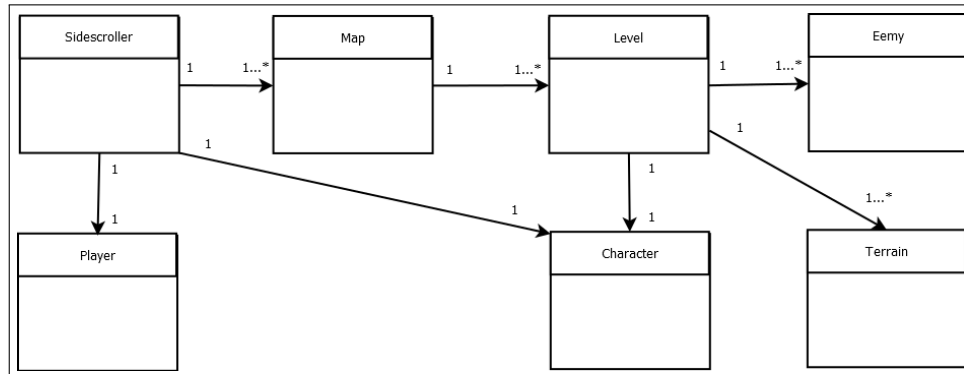 Sidescroller
Map
Level
Eemy
1
1...*
1
1...*
1
1...*
1
1
1
1
1
1...*
1
1
1
Player
Character
Terrain